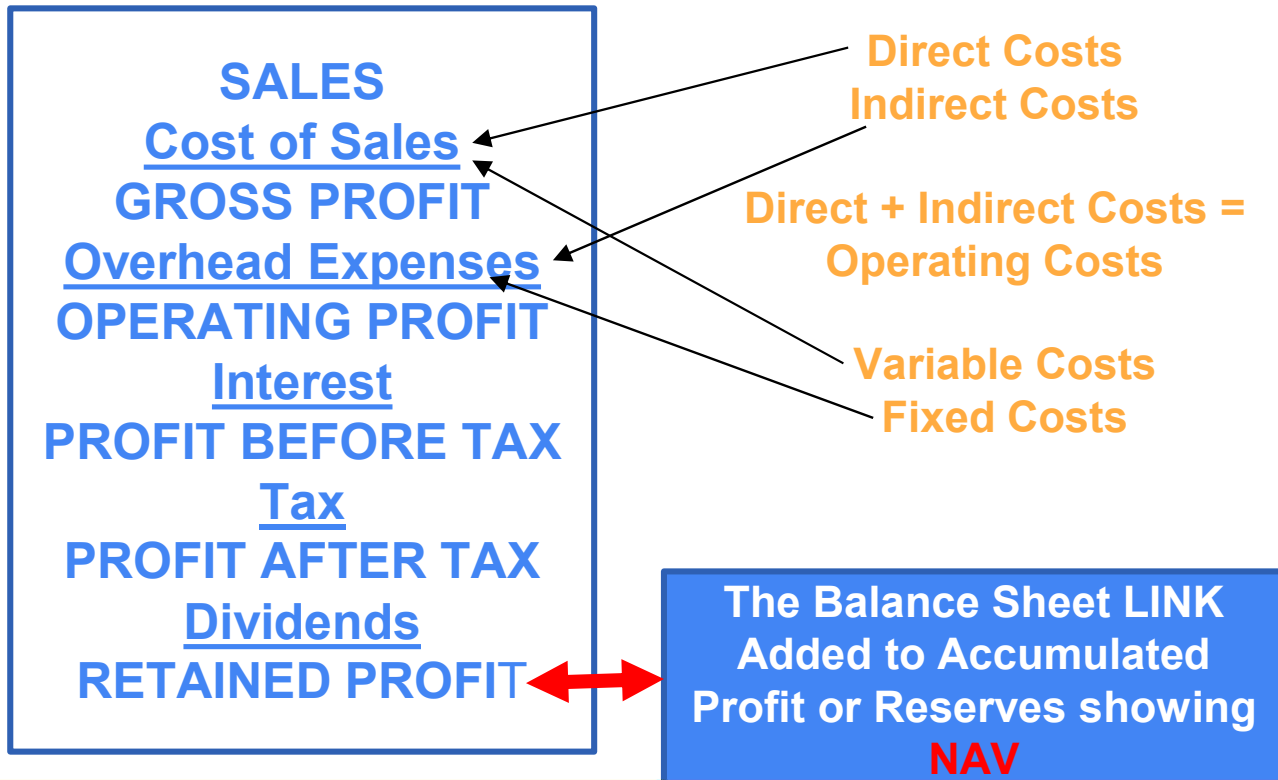 SALES
Cost of Sales
GROSS PROFIT
Overhead Expenses
OPERATING PROFIT
Interest
PROFIT BEFORE TAX
Tax
PROFIT AFTER TAX
Dividends
RETAINED PROFIT
Direct Costs
Indirect Costs
Direct + Indirect Costs =
Operating Costs
Variable Costs
Fixed Costs
The Balance Sheet LINK
Added to Accumulated
Profit or Reserves showing
NAV